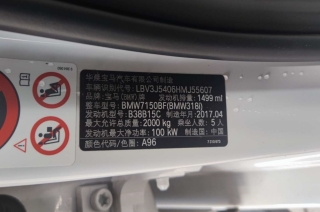 华晨宝马汽车有限公司制造
车辆识别代号: LBV3J5406HMJ55607
品牌: 宝马(BMW)牌 发动机排量: 1499 ml
整车型号: BMW7150BF(BMW318i)
发动机型号: B38B15C 制造年月: 2017.04
最大允许总质量: 2000 kg 乘坐人数: 5 人
发动机最大净功率: 100 kW 制造国: 中国
颜色代码/色圈: A96